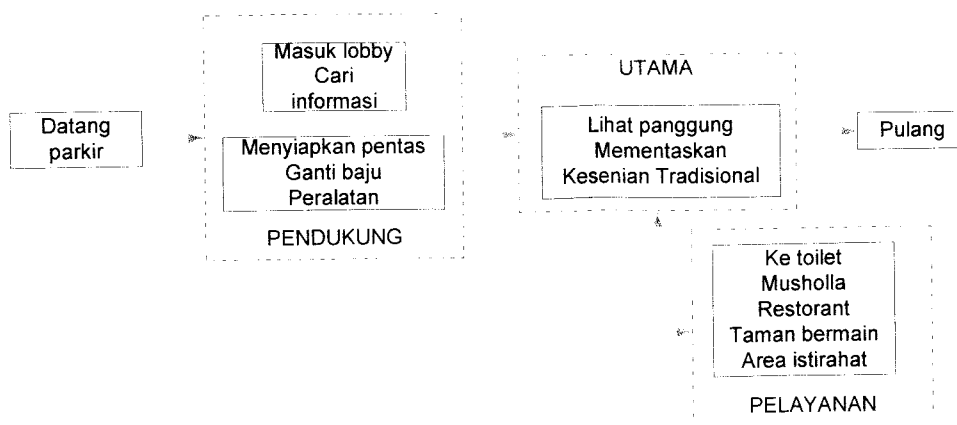 Datang
parkir
Masuk lobby
Cari
informasi
Menyiapkan pentas
Ganti baju
Peralatan
PENDUKUNG
UTAMA
Lihat panggung
Mementaskan
Kesenian Tradisional
Pulang
Ke toilet
Musholla
Restorant
Taman bermain
Area istirahat
PELAYANAN